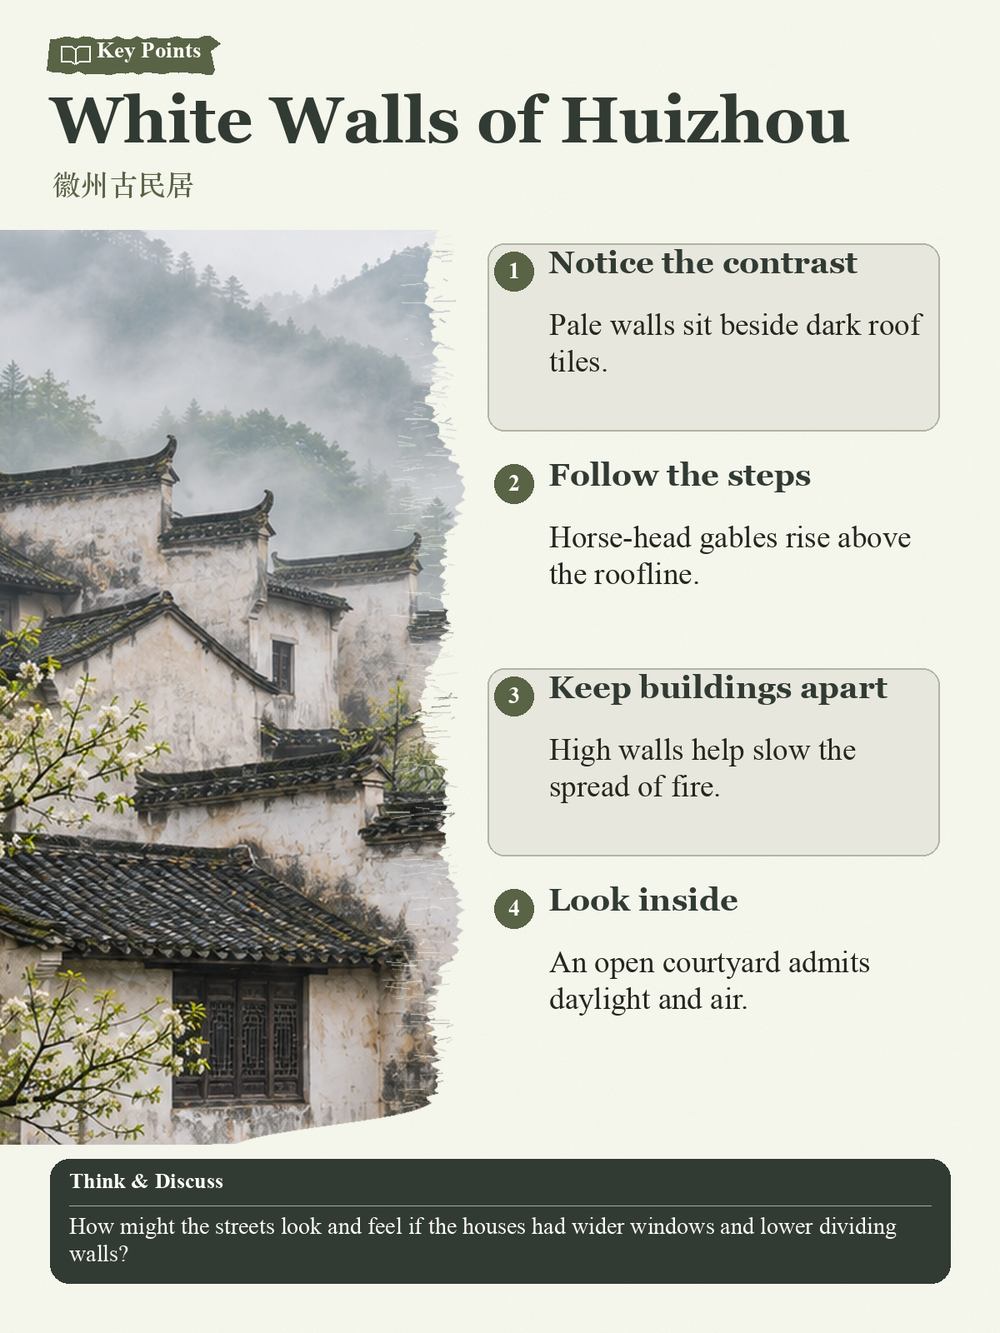 Key Points
White Walls of Huizhou
徽州古民居
1 Notice the contrast
Pale walls sit beside dark roof
tiles.
2 Follow the steps
Horse-head gables rise above
the roofline.
3 Keep buildings apart
High walls help slow the
spread of fire.
4 Look inside
An open courtyard admits
daylight and air.
Think & Discuss
How might the streets look and feel if the houses had wider windows and lower dividing
walls?